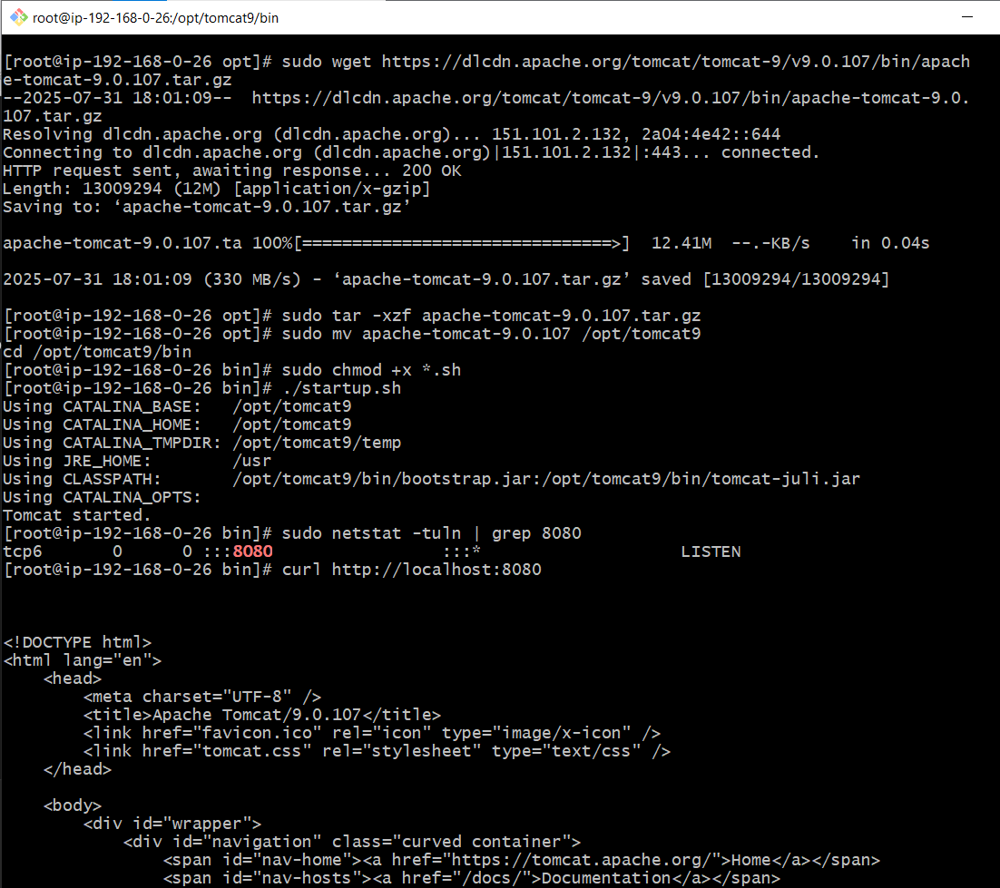 root@ip-192-168-0-26:/opt/tomcat9/bin
[root@ip-192-168-0-26 opt]# sudo wget https://dlcdn.apache.org/tomcat/tomcat-9/v9.0.107/bin/apach
e-tomcat-9.0.107.tar.gz
--2025-07-31 18:01:09--  https://dlcdn.apache.org/tomcat/tomcat-9/v9.0.107/bin/apache-tomcat-9.0.
107.tar.gz
Resolving dlcdn.apache.org (dlcdn.apache.org)... 151.101.2.132, 2a04:4e42::644
Connecting to dlcdn.apache.org (dlcdn.apache.org)|151.101.2.132|:443... connected.
HTTP request sent, awaiting response... 200 OK
Length: 13009294 (12M) [application/x-gzip]
Saving to: ‘apache-tomcat-9.0.107.tar.gz’
apache-tomcat-9.0.107.ta 100%[===============================>]  12.41M  --.-KB/s    in 0.04s
2025-07-31 18:01:09 (330 MB/s) - ‘apache-tomcat-9.0.107.tar.gz’ saved [13009294/13009294]
[root@ip-192-168-0-26 opt]# sudo tar -xzf apache-tomcat-9.0.107.tar.gz
[root@ip-192-168-0-26 opt]# sudo mv apache-tomcat-9.0.107 /opt/tomcat9
cd /opt/tomcat9/bin
[root@ip-192-168-0-26 bin]# sudo chmod +x *.sh
[root@ip-192-168-0-26 bin]# ./startup.sh
Using CATALINA_BASE:   /opt/tomcat9
Using CATALINA_HOME:   /opt/tomcat9
Using CATALINA_TMPDIR: /opt/tomcat9/temp
Using JRE_HOME:        /usr
Using CLASSPATH:       /opt/tomcat9/bin/bootstrap.jar:/opt/tomcat9/bin/tomcat-juli.jar
Using CATALINA_OPTS:
Tomcat started.
[root@ip-192-168-0-26 bin]# sudo netstat -tuln | grep 8080
tcp6       0      0 :::8080                 :::*                    LISTEN
[root@ip-192-168-0-26 bin]# curl http://localhost:8080
<!DOCTYPE html>
<html lang="en">
    <head>
        <meta charset="UTF-8" />
        <title>Apache Tomcat/9.0.107</title>
        <link href="favicon.ico" rel="icon" type="image/x-icon" />
        <link href="tomcat.css" rel="stylesheet" type="text/css" />
    </head>
    <body>
        <div id="wrapper">
            <div id="navigation" class="curved container">
                <span id="nav-home"><a href="https://tomcat.apache.org/">Home</a></span>
                <span id="nav-hosts"><a href="/docs/">Documentation</a></span>